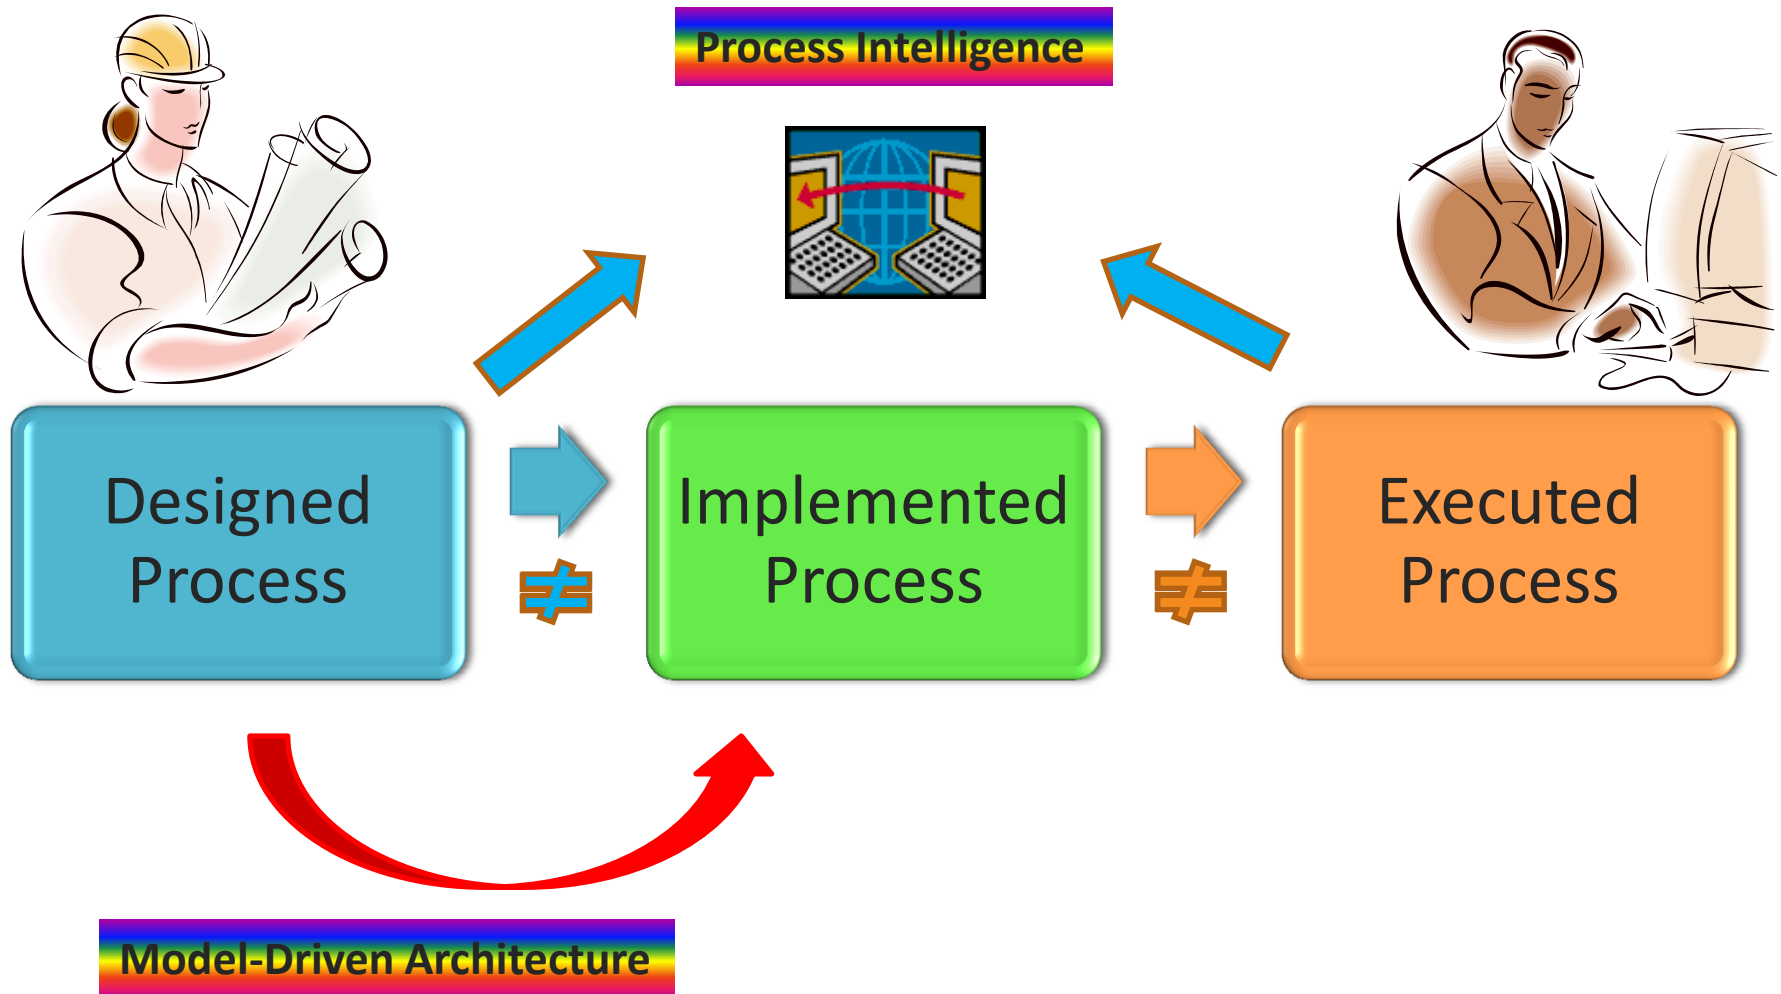 Process Intelligence
Designed
Process
≠
Implemented
Process
≠
Executed
Process
Model-Driven Architecture